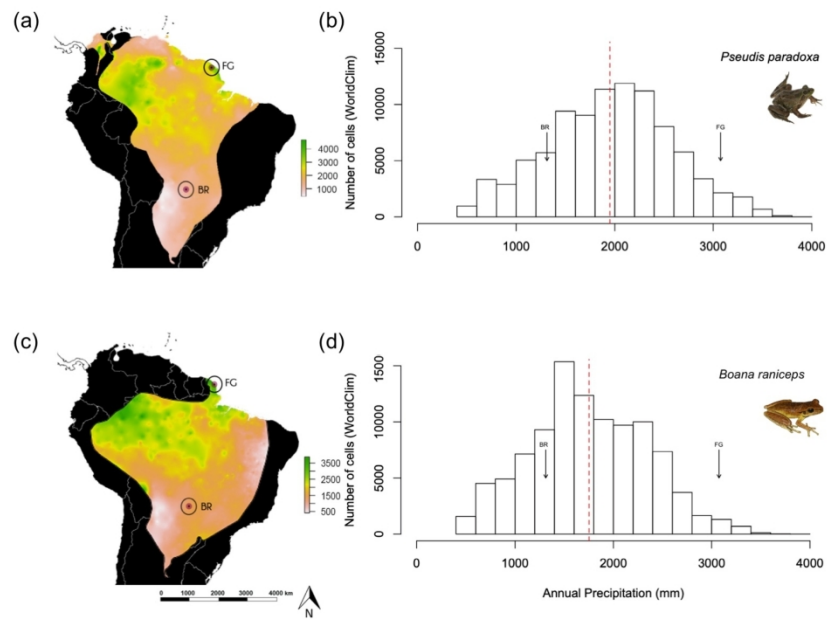 (a)
FG
BR
4000
3000
2000
1000
(b)
Number of cells (WorldClim)
15000
10000
5000
0
BR
FG
Pseudis paradoxa
0 1000 2000 3000 4000
(c)
FG
BR
3500
2500
1500
500
0 1000 2000 3000 4000 km
N
(d)
Number of cells (WorldClim)
1500
10000
5000
0
BR
FG
Boana raniceps
0 1000 2000 3000 4000
Annual Precipitation (mm)